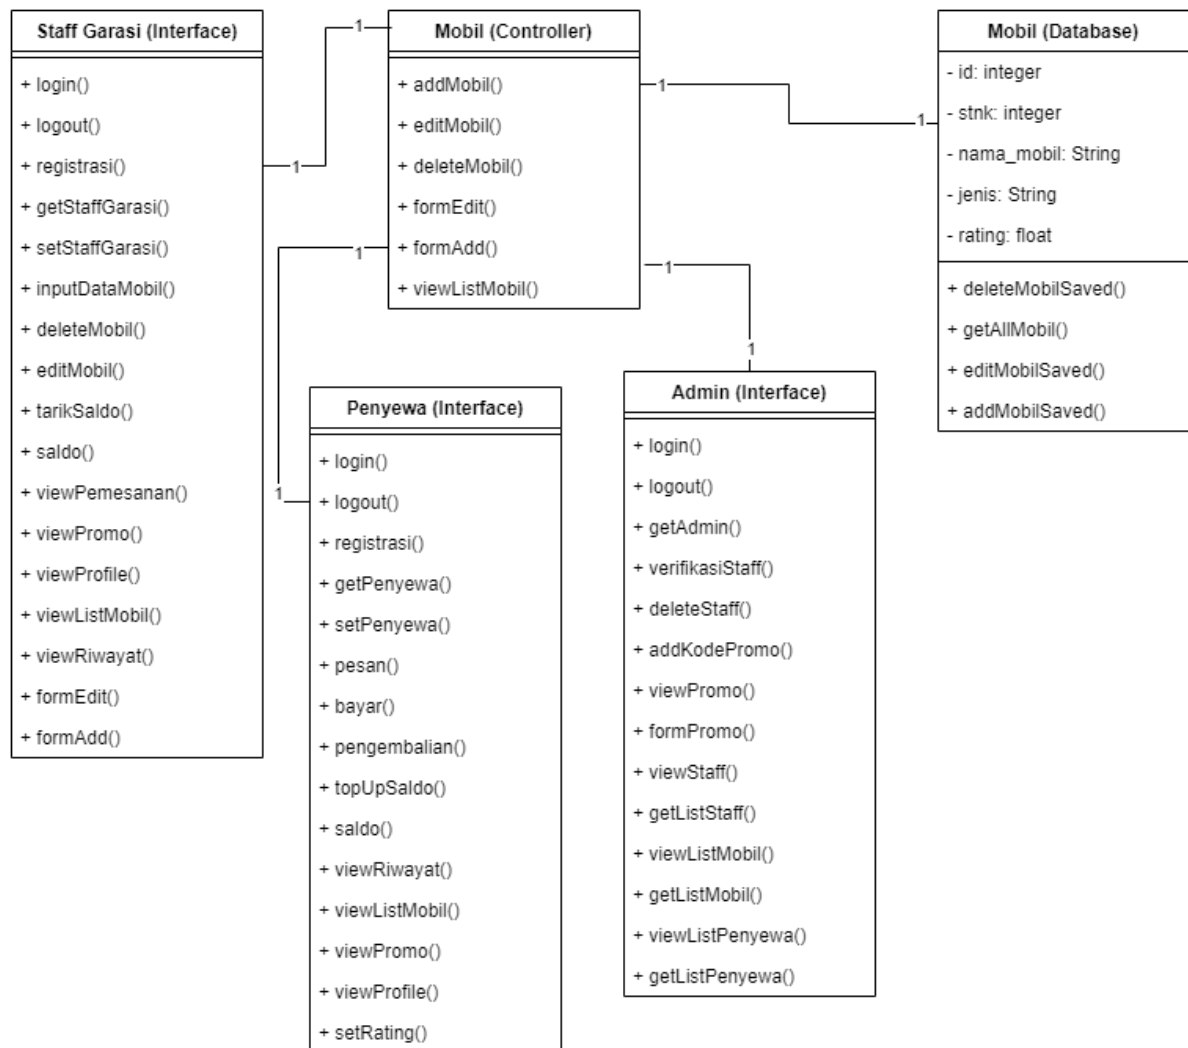 Staff Garasi (Interface)
+ login()
+ logout()
+ registrasi()
+ getStaffGarasi()
+ setStaffGarasi()
+ inputDataMobil()
+ deleteMobil()
+ editMobil()
+ tarikSaldo()
+ saldo()
+ viewPemesanan()
+ viewPromo()
+ viewProfile()
+ viewListMobil()
+ viewRiwayat()
+ formEdit()
+ formAdd()
1
1
Mobil (Controller)
+ addMobil()
+ editMobil()
+ deleteMobil()
+ formEdit()
+ formAdd()
+ viewListMobil()
1
1
Mobil (Database)
- id: integer
- stnk: integer
- nama_mobil: String
- jenis: String
- rating: float
+ deleteMobilSaved()
+ getAllMobil()
+ editMobilSaved()
+ addMobilSaved()
1
1
Penyewa (Interface)
+ login()
+ logout()
+ registrasi()
+ getPenyewa()
+ setPenyewa()
+ pesan()
+ bayar()
+ pengembalian()
+ topUpSaldo()
+ saldo()
+ viewRiwayat()
+ viewListMobil()
+ viewPromo()
+ viewProfile()
+ setRating()
1
1
Admin (Interface)
+ login()
+ logout()
+ getAdmin()
+ verifikasiStaff()
+ deleteStaff()
+ addKodePromo()
+ viewPromo()
+ formPromo()
+ viewStaff()
+ getListStaff()
+ viewListMobil()
+ getListMobil()
+ viewListPenyewa()
+ getListPenyewa()